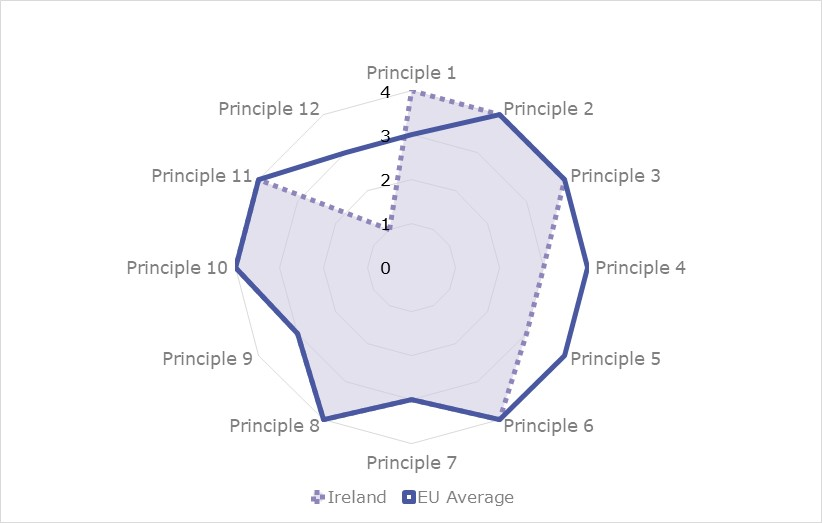 Principle 1
4
Principle 12
Principle 2
3
Principle 11
Principle 3
2
1
Principle 10
0
Principle 4
Principle 9
Principle 5
Principle 8
Principle 6
Principle 7
Ireland
EU Average